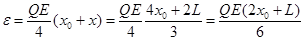 ε = QE/4 (x₀ + x) = QE/4 4x₀ + 2L/3 = QE(2x₀ + L)/6